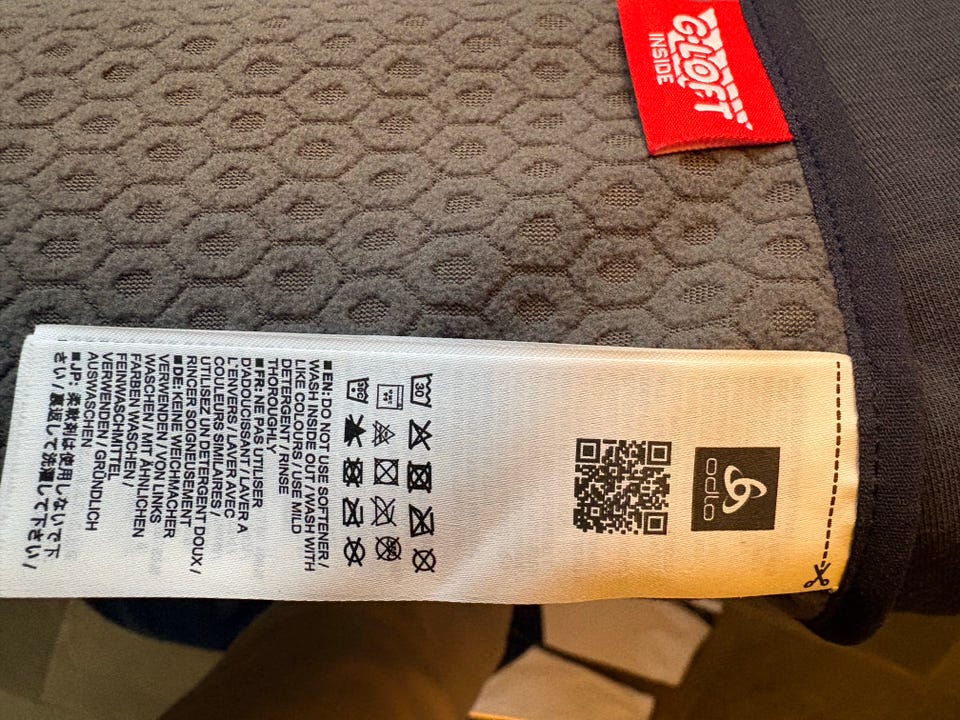 G-LOFT
INSIDE
odlo
30
30C
■EN: DO NOT USE SOFTENER /
WASH INSIDE OUT / WASH WITH
LIKE COLOURS / USE MILD
DETERGENT / RINSE
THOROUGHLY
■FR: NE PAS UTILISER
D'ADOUCISSANT / LAVER A
L'ENVERS / LAVER AVEC
COULEURS SIMILAIRES /
UTILISEZ UN DETERGENT DOUX /
RINCER SOIGNEUSEMENT
■DE: KEINE WEICHMACHER
VERWENDEN / VON LINKS
WASCHEN / MIT ÄHNLICHEN
FARBEN WASCHEN /
FEINWASCHMITTEL
VERWENDEN / GRÜNDLICH
AUSWASCHEN
■JP: 柔軟剤は使用しないで下
さい / 裏返して洗濯して下さい /